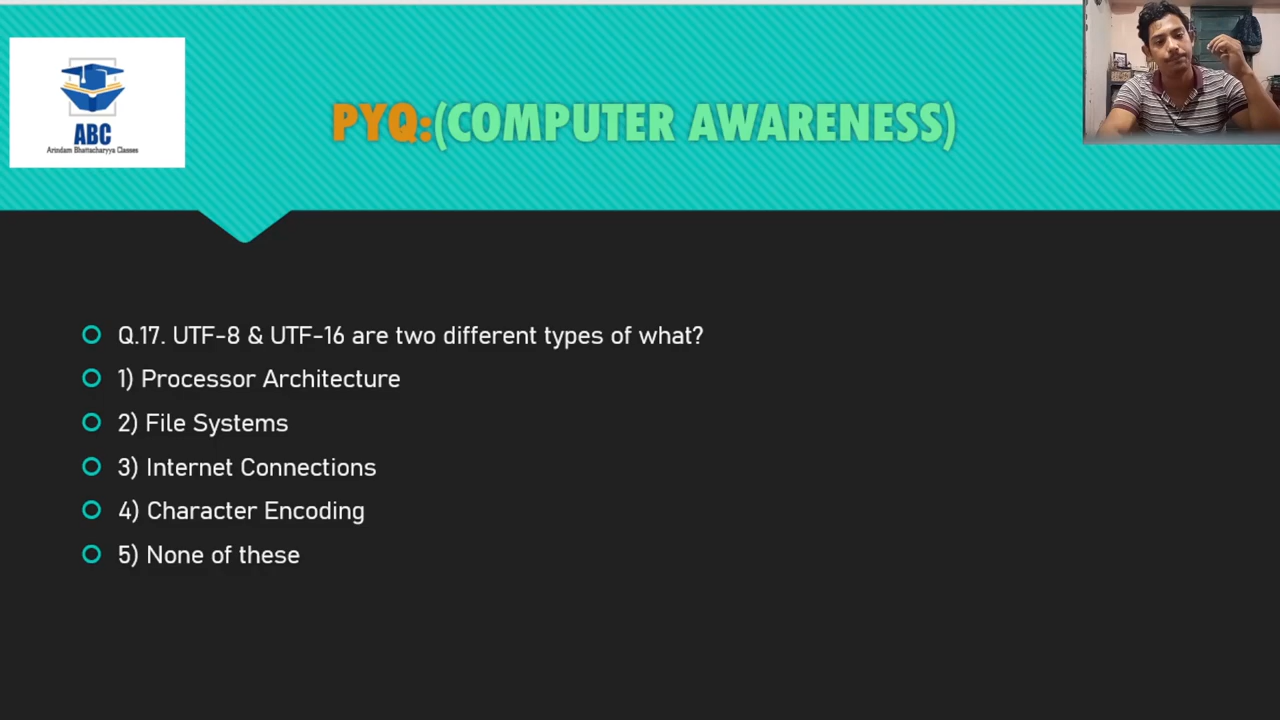 ABC
Arindam Bhattacharyya Classes
PYQ:(COMPUTER AWARENESS)
Q.17. UTF-8 & UTF-16 are two different types of what?
1) Processor Architecture
2) File Systems
3) Internet Connections
4) Character Encoding
5) None of these